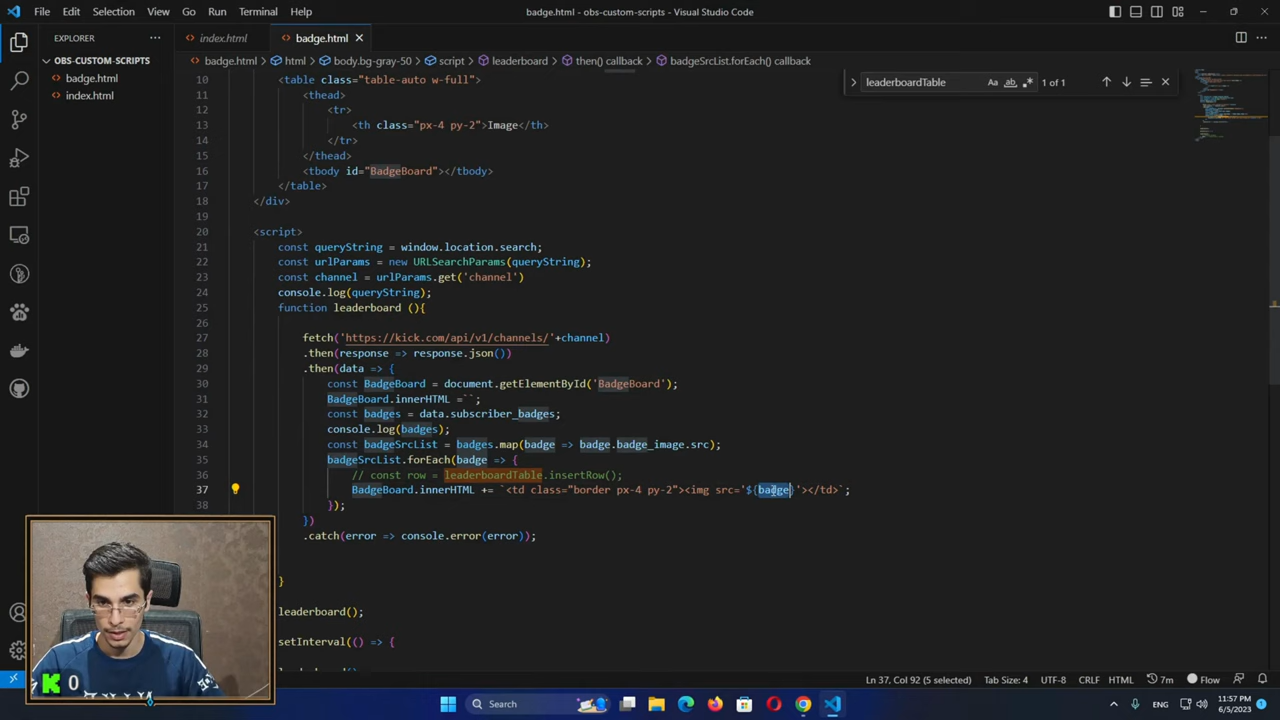 File Edit Selection View Go Run Terminal Help
badge.html - obs-custom-scripts - Visual Studio Code
EXPLORER
OBS-CUSTOM-SCRIPTS
badge.html
index.html
index.html badge.html
badge.html > html > body.bg-gray-50 > script > leaderboard > then() callback > badgeSrcList.forEach() callback
leaderboardTable Aa ab 1 of 1
10 <table class="table-auto w-full">
11 <thead>
12 <tr>
13 <th class="px-4 py-2">Image</th>
14 </tr>
15 </thead>
16 <tbody id="BadgeBoard"></tbody>
17 </table>
18 </div>
19
20 <script>
21 const queryString = window.location.search;
22 const urlParams = new URLSearchParams(queryString);
23 const channel = urlParams.get('channel')
24 console.log(queryString);
25 function leaderboard (){
26
27 fetch('https://kick.com/api/v1/channels/'+channel)
28 .then(response => response.json())
29 .then(data => {
30 const BadgeBoard = document.getElementById('BadgeBoard');
31 BadgeBoard.innerHTML =``;
32 const badges = data.subscriber_badges;
33 console.log(badges);
34 const badgeSrcList = badges.map(badge => badge.badge_image.src);
35 badgeSrcList.forEach(badge => {
36 // const row = leaderboardTable.insertRow();
37 BadgeBoard.innerHTML += `<td class="border px-4 py-2"><img src='${badge}'></td>`;
38 });
39 })
40 .catch(error => console.error(error));
}
leaderboard();
setInterval(() => {
K 0
Ln 37, Col 92 (5 selected) Tab Size: 4 UTF-8 CRLF HTML 7m Flow
Search
ENG
11:57 PM
6/5/2023